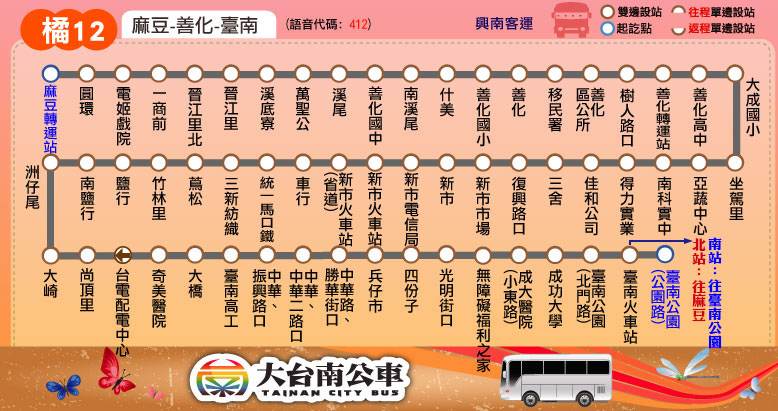 橘12
麻豆-善化-臺南
(語音代碼: 412)
興南客運
雙邊設站
往程單邊設站
起訖點
返程單邊設站
麻豆轉運站
圓環
電姬戲院
一商前
晉江里北
晉江里
溪底寮
萬聖公
溪尾
善化國中
南溪尾
什美
善化國小
善化
移民署
善化區公所
樹人路口
善化轉運站
善化高中
大成國小
坐駕里
亞蔬中心
南科實中
得力實業
佳和公司
三舍
復興路口
新市市場
新市
新市電信局
新市火車站
新市火車站(省道)
車行
統一馬口鐵
三新紡織
蔦松
竹林里
鹽行
南鹽行
洲仔尾
大崎
尚頂里
台電配電中心
奇美醫院
大橋
臺南高工
中華、振興路口
中華、中華二路口
中華路、勝華街口
兵仔市
四份子
光明街口
無障礙福利之家
成大醫院(小東路)
成功大學
臺南公園(北門路)
臺南火車站
臺南公園(公園路)
北站：往麻豆
南站：往臺南公園
大台南公車
TAINAN CITY BUS